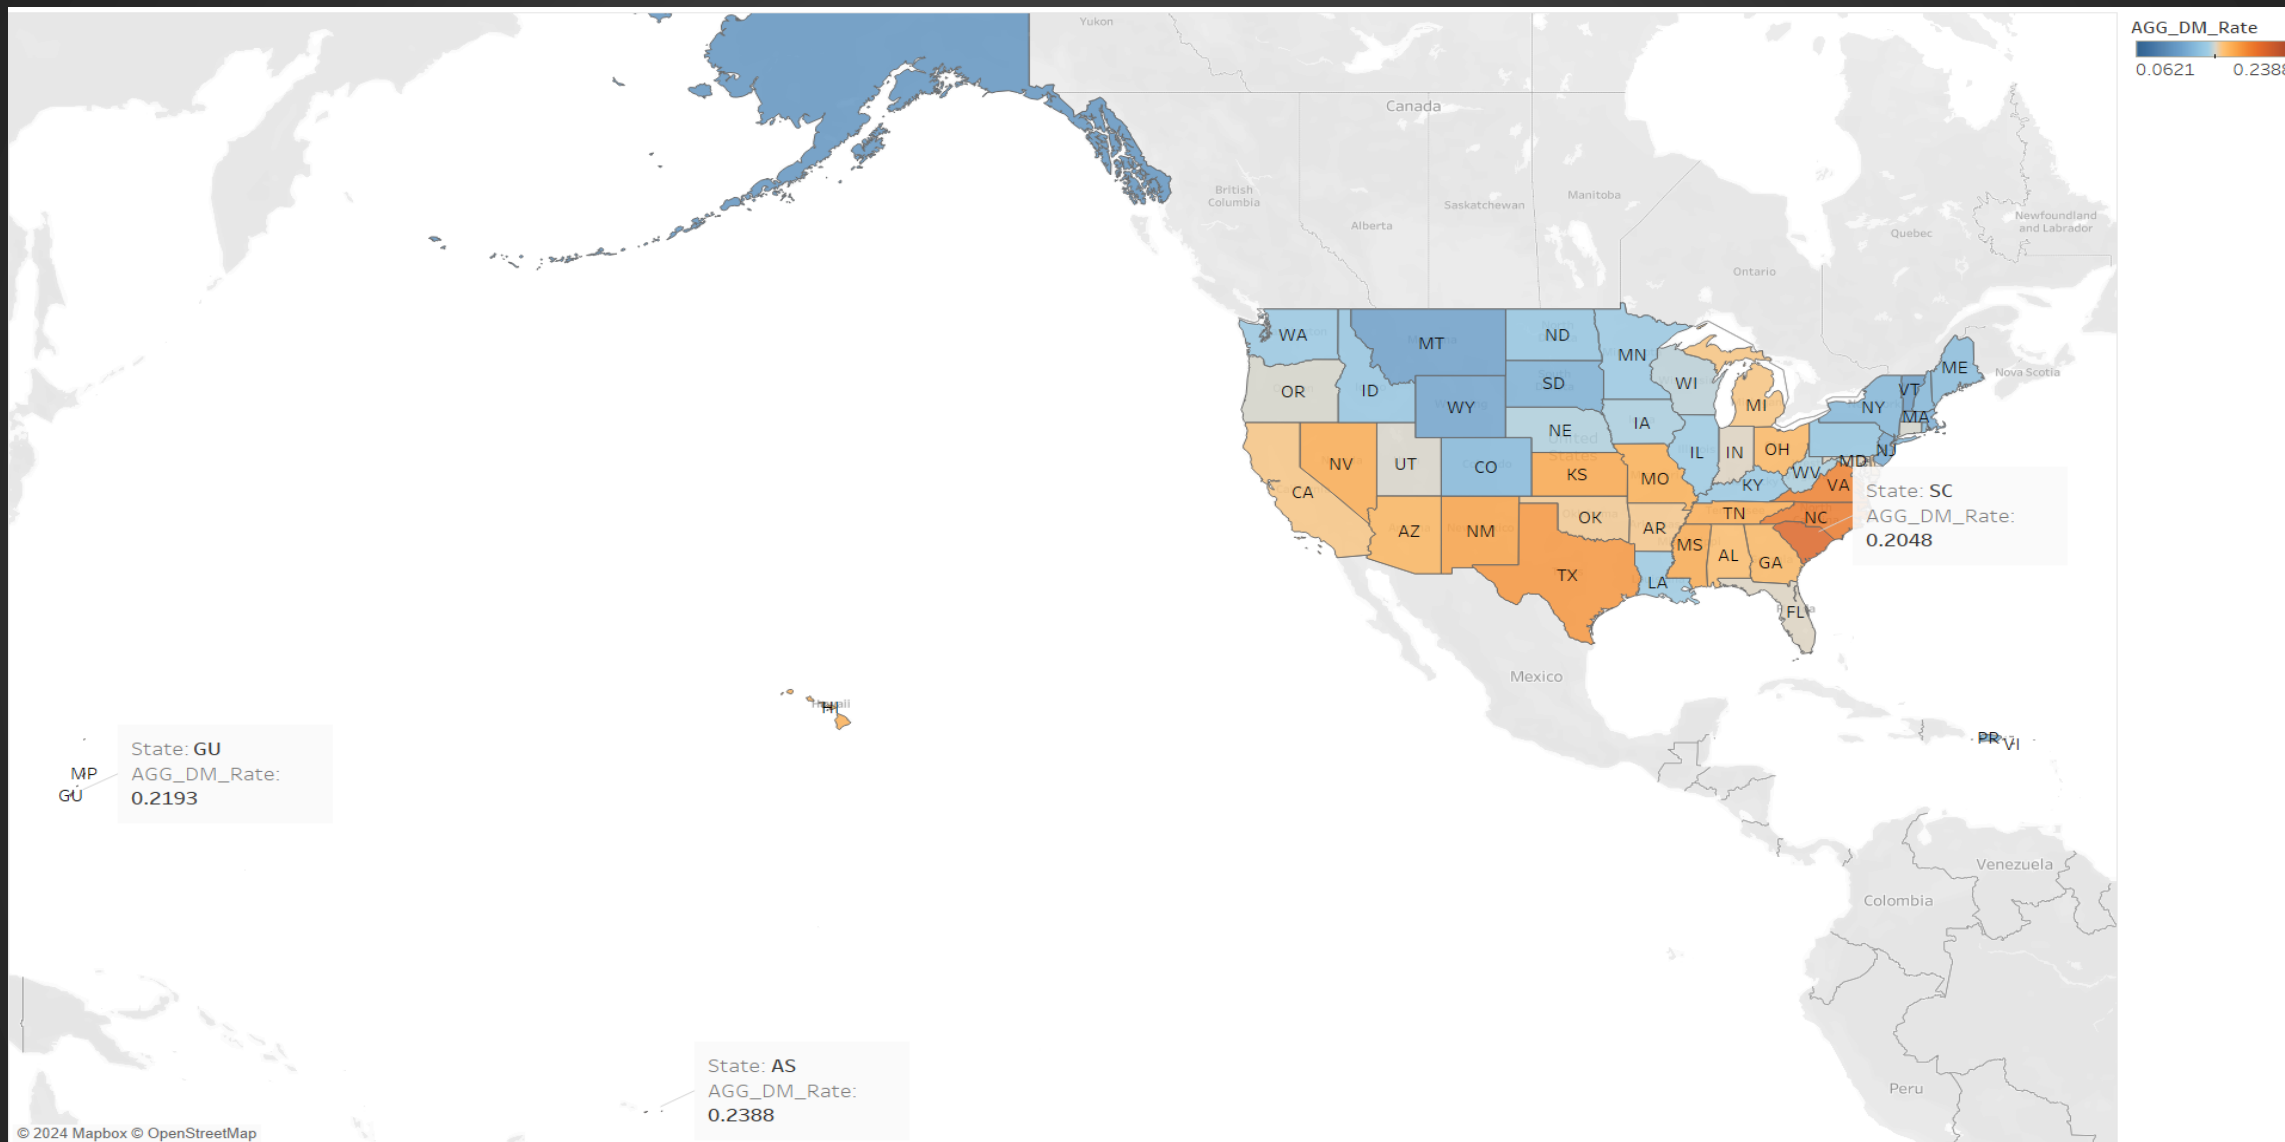 AGG_DM_Rate
0.0621
0.2388
Yukon
Canada
British
Columbia
Alberta
Saskatchewan
Manitoba
Ontario
Quebec
Newfoundland
and Labrador
Nova Scotia
WA
MT
ND
MN
OR
ID
WY
SD
WI
MI
ME
VT
NY
MA
NE
IA
NV
UT
CO
KS
MO
IL
IN
OH
NJ
MD
WV
VA
KY
CA
AZ
NM
OK
AR
TN
NC
MS
AL
GA
TX
LA
FL
United
States
State: SC
AGG_DM_Rate:
0.2048
Mexico
PR
VI
MP
GU
State: GU
AGG_DM_Rate:
0.2193
Venezuela
Colombia
Peru
State: AS
AGG_DM_Rate:
0.2388
© 2024 Mapbox © OpenStreetMap